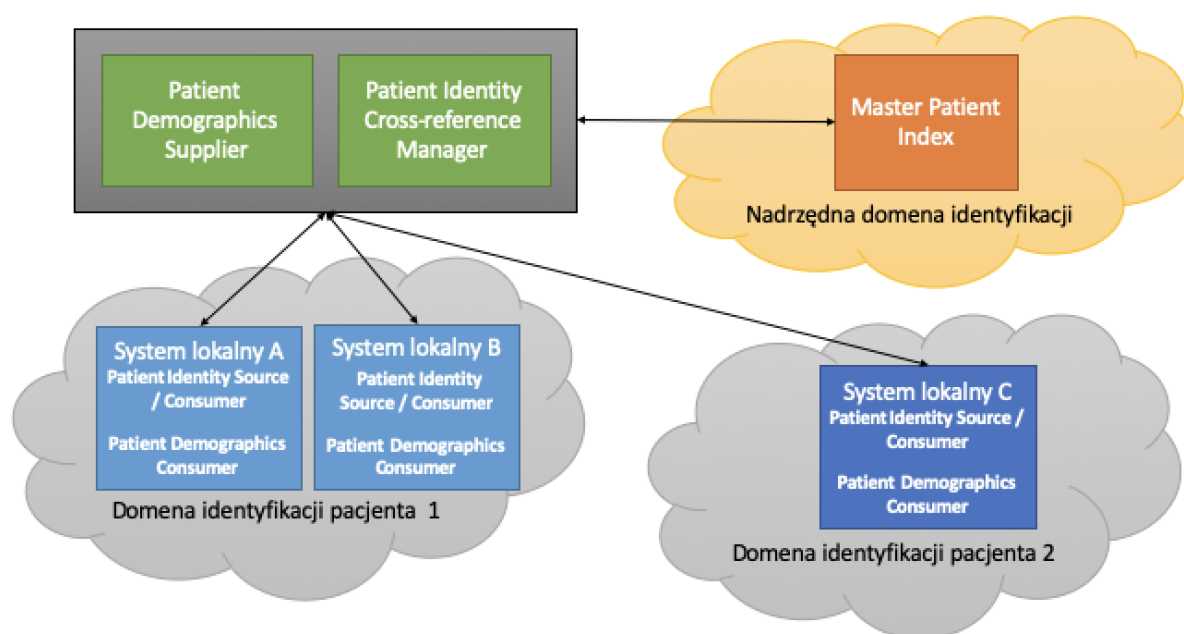 Patient
Demographics
Supplier
Patient Identity
Cross-reference
Manager
Master Patient
Index
Nadrzędna domena identyfikacji
System lokalny A
Patient Identity Source
/ Consumer
Patient Demographics
Consumer
System lokalny B
Patient Identity
Source / Consumer
Patient Demographics
Consumer
Domena identyfikacji pacjenta 1
System lokalny C
Patient Identity Source /
Consumer
Patient Demographics
Consumer
Domena identyfikacji pacjenta 2